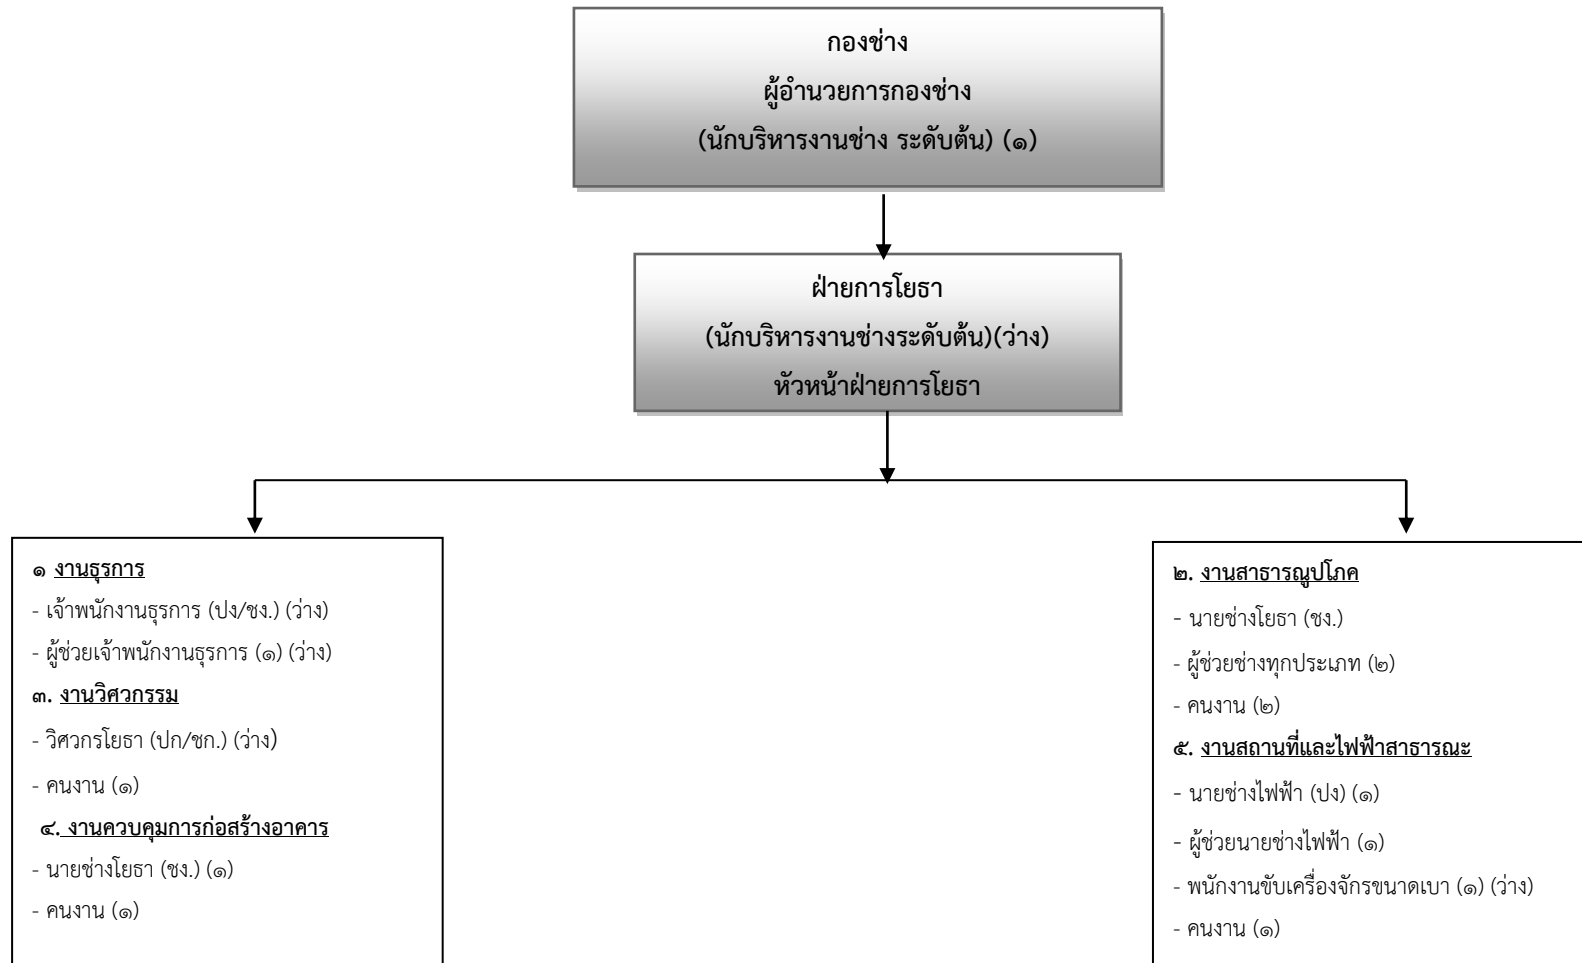 กองช่าง
ผู้อำนวยการกองช่าง
(นักบริหารงานช่าง ระดับต้น) (๑)
ฝ่ายการโยธา
(นักบริหารงานช่างระดับต้น)(ว่าง)
หัวหน้าฝ่ายการโยธา
๑ งานธุรการ
- เจ้าพนักงานธุรการ (ปง/ชง.) (ว่าง)
- ผู้ช่วยเจ้าพนักงานธุรการ (๑) (ว่าง)
๓. งานวิศวกรรม
- วิศวกรโยธา (ปก/ชก.) (ว่าง)
- คนงาน (๑)
๔. งานควบคุมการก่อสร้างอาคาร
- นายช่างโยธา (ชง.) (๑)
- คนงาน (๑)
๒. งานสาธารณูปโภค
- นายช่างโยธา (ชง.)
- ผู้ช่วยช่างทุกประเภท (๒)
- คนงาน (๒)
๕. งานสถานที่และไฟฟ้าสาธารณะ
- นายช่างไฟฟ้า (ปง) (๑)
- ผู้ช่วยนายช่างไฟฟ้า (๑)
- พนักงานขับเครื่องจักรขนาดเบา (๑) (ว่าง)
- คนงาน (๑)